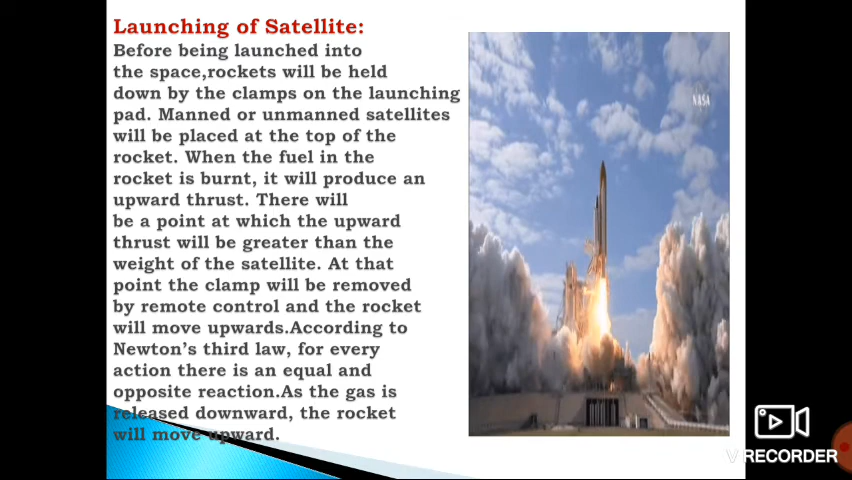 Launching of Satellite:
Before being launched into
the space,rockets will be held
down by the clamps on the launching
pad. Manned or unmanned satellites
will be placed at the top of the
rocket. When the fuel in the
rocket is burnt, it will produce an
upward thrust. There will
be a point at which the upward
thrust will be greater than the
weight of the satellite. At that
point the clamp will be removed
by remote control and the rocket
will move upwards.According to
Newton's third law, for every
action there is an equal and
opposite reaction.As the gas is
released downward, the rocket
will move upward.
NASA
V RECORDER